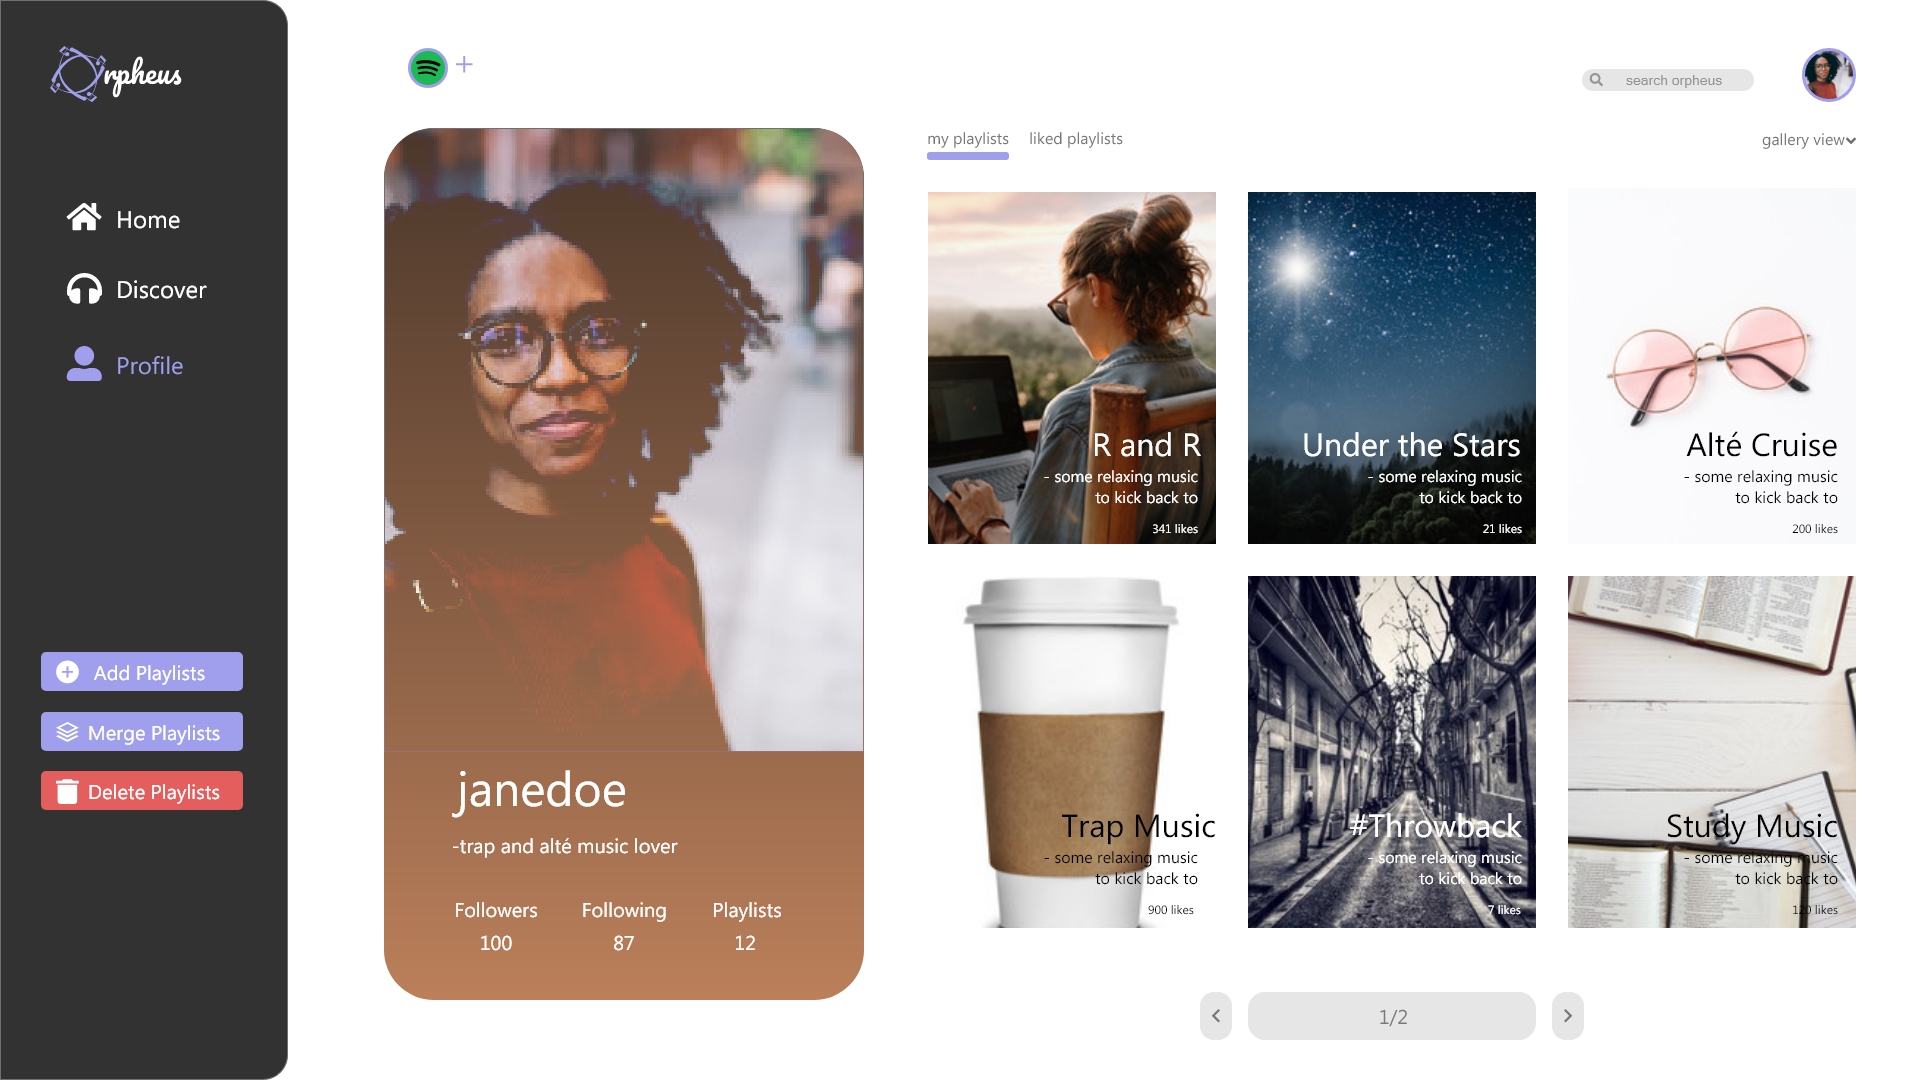 Orpheus
Home
Discover
Profile
Add Playlists
Merge Playlists
Delete Playlists
search orpheus
my playlists
liked playlists
gallery view
janedoe
-trap and alté music lover
Followers
Following
Playlists
100
87
12
R and R
- some relaxing music
to kick back to
341 likes
Under the Stars
- some relaxing music
to kick back to
21 likes
Alté Cruise
- some relaxing music
to kick back to
200 likes
Trap Music
- some relaxing music
to kick back to
900 likes
#Throwback
- some relaxing music
to kick back to
7 likes
Study Music
- some relaxing music
to kick back to
120 likes
1/2